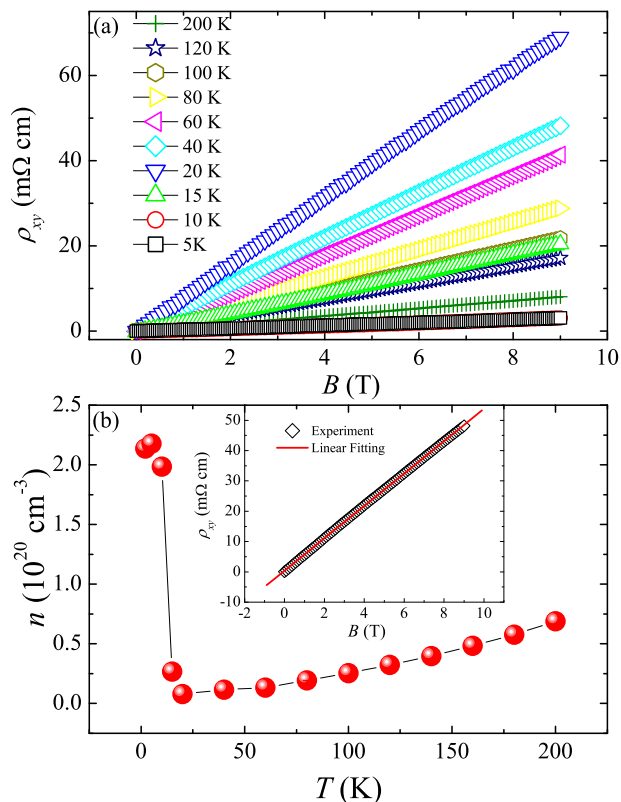 (a)
200 K
120 K
100 K
80 K
60 K
40 K
20 K
15 K
10 K
5K
ρxy (mΩ cm)
60
40
20
0
0 2 4 6 8 10
B (T)
(b)
n (10^20 cm^-3)
2.5
2.0
1.5
1.0
0.5
0.0
Experiment
Linear Fitting
ρxy (mΩ cm)
50
40
30
20
10
0
-10
-2 0 2 4 6 8 10
B (T)
0 50 100 150 200
T (K)